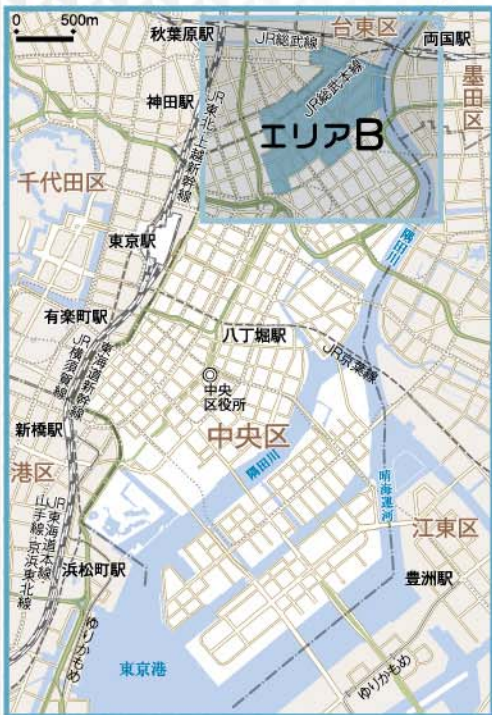 0 500m
秋葉原駅
JR総武線
台東区
両国駅
墨田区
神田駅
JR東北・上越新幹線
JR総武本線
エリアB
千代田区
東京駅
隅田川
有楽町駅
八丁堀駅
東海道新幹線
JR横須賀線
JR京葉線
中央
区役所
新橋駅
中央区
港区
隅田川
晴海運河
江東区
JR東海道本線
山手線・京浜東北線
浜松町駅
豊洲駅
ゆりかもめ
東京港
ゆりかもめ